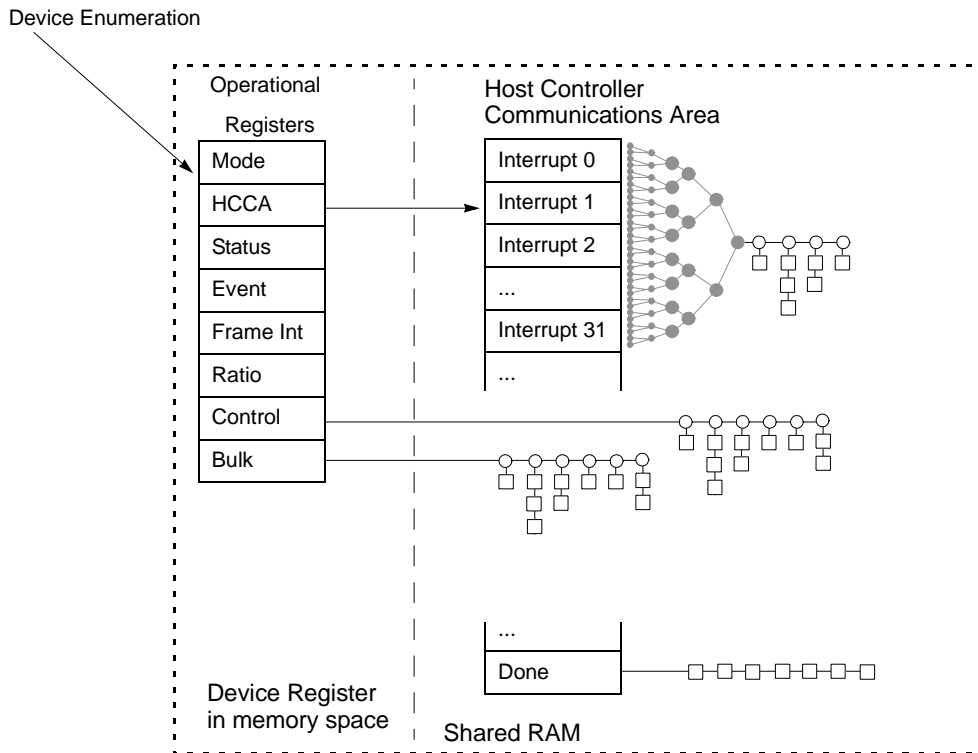 Device Enumeration
Operational
Registers
Mode
HCCA
Status
Event
Frame Int
Ratio
Control
Bulk
Device Register
in memory space
Host Controller
Communications Area
Interrupt 0
Interrupt 1
Interrupt 2
...
Interrupt 31
...
...
Done
Shared RAM